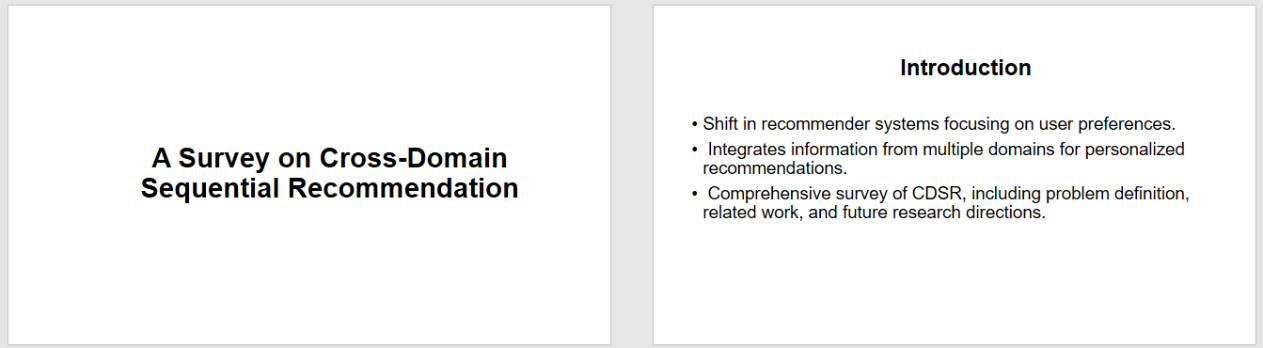 A Survey on Cross-Domain
Sequential Recommendation
Introduction
• Shift in recommender systems focusing on user preferences.
• Integrates information from multiple domains for personalized
recommendations.
• Comprehensive survey of CDSR, including problem definition,
related work, and future research directions.